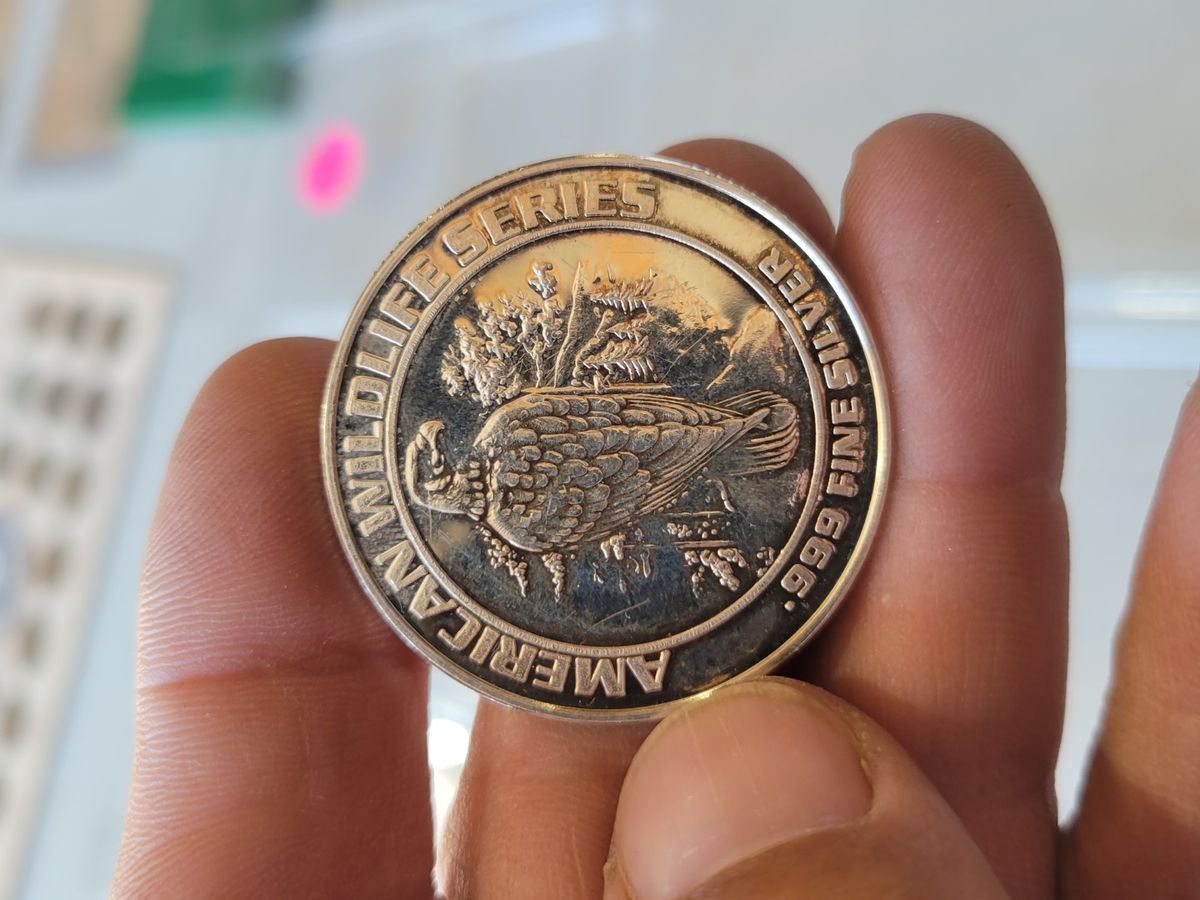 AMERICAN WILDLIFE SERIES
.999 FINE SILVER